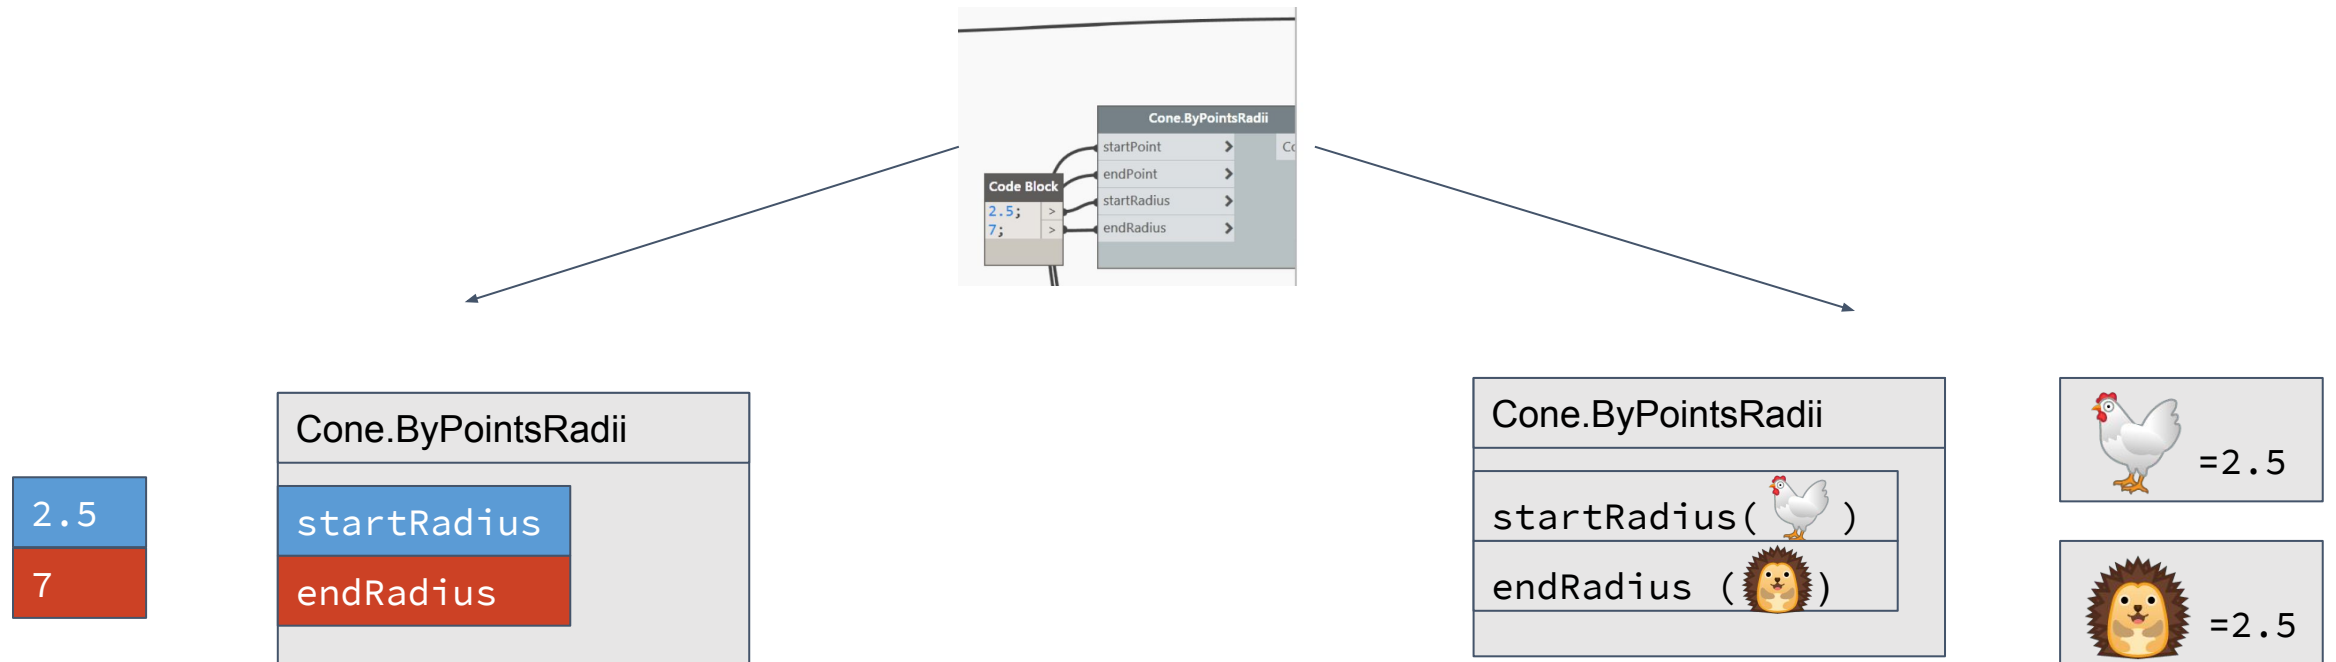 Cone.ByPointsRadii
startPoint
endPoint
startRadius
endRadius
Code Block
2.5; >
7; >
Cone.ByPointsRadii
startRadius
endRadius
2.5
7
Cone.ByPointsRadii
startRadius( )
endRadius ( )
=2.5
=2.5